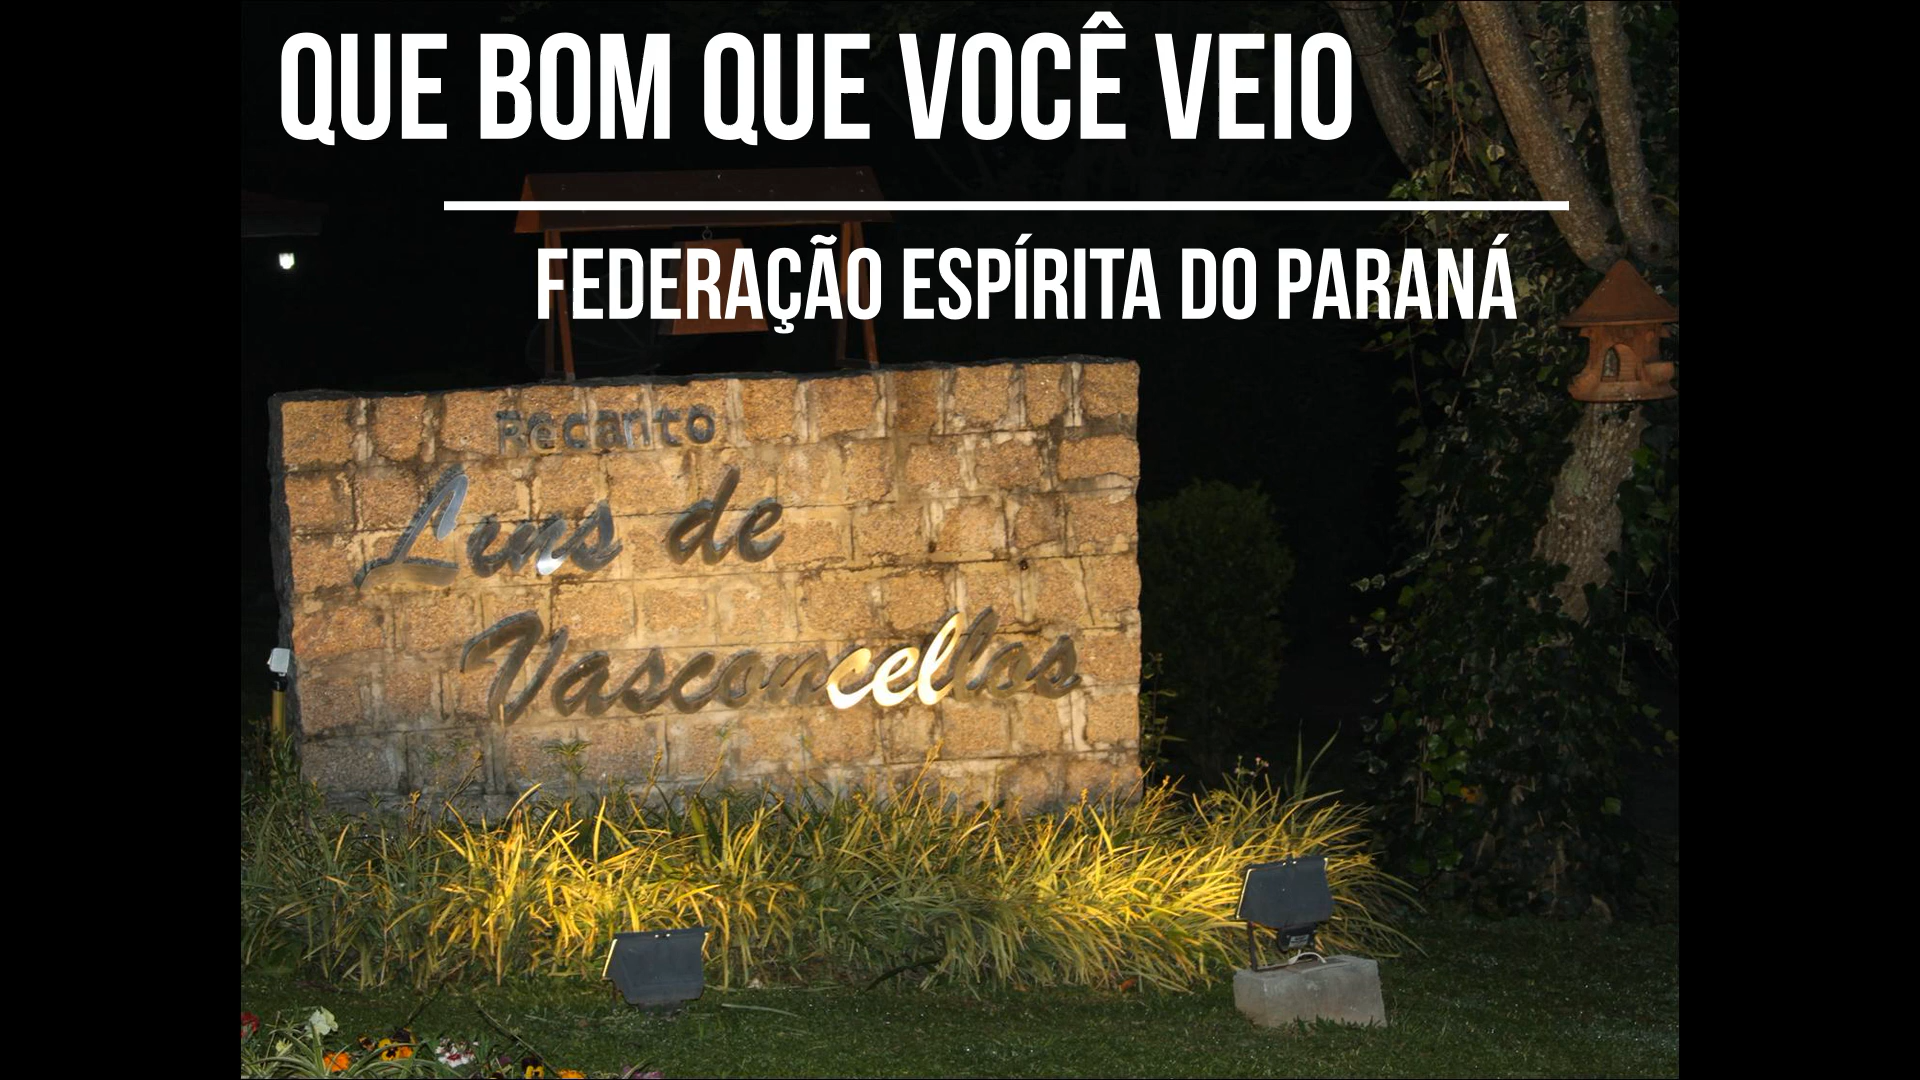 QUE BOM QUE VOCÊ VEIO
FEDERAÇÃO ESPÍRITA DO PARANÁ
Recanto
Lins de
Vasconcellos